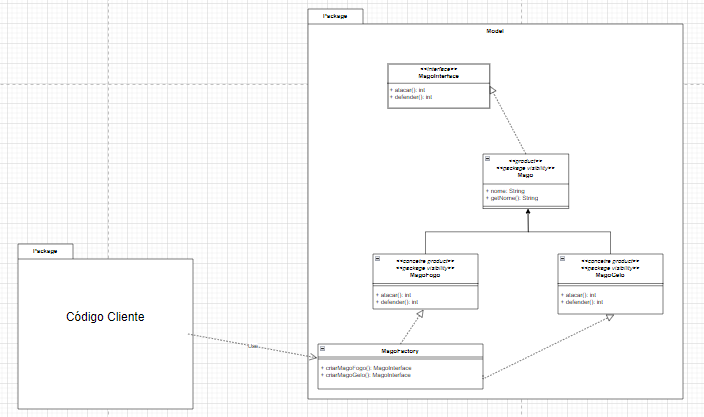 Package
Model
**Interface**
MagoInterface
+ atacar(): int
+ defender(): int
**product**
**package visibility**
Mago
+ nome: String
+ getNome(): String
**concrete product**
**package visibility**
MagoFogo
+ atacar(): int
+ defender(): int
**concrete product**
**package visibility**
MagoGelo
+ atacar(): int
+ defender(): int
MagoFactory
+ criarMagoFogo(): MagoInterface
+ criarMagoGelo(): MagoInterface
Package
Código Cliente
Use